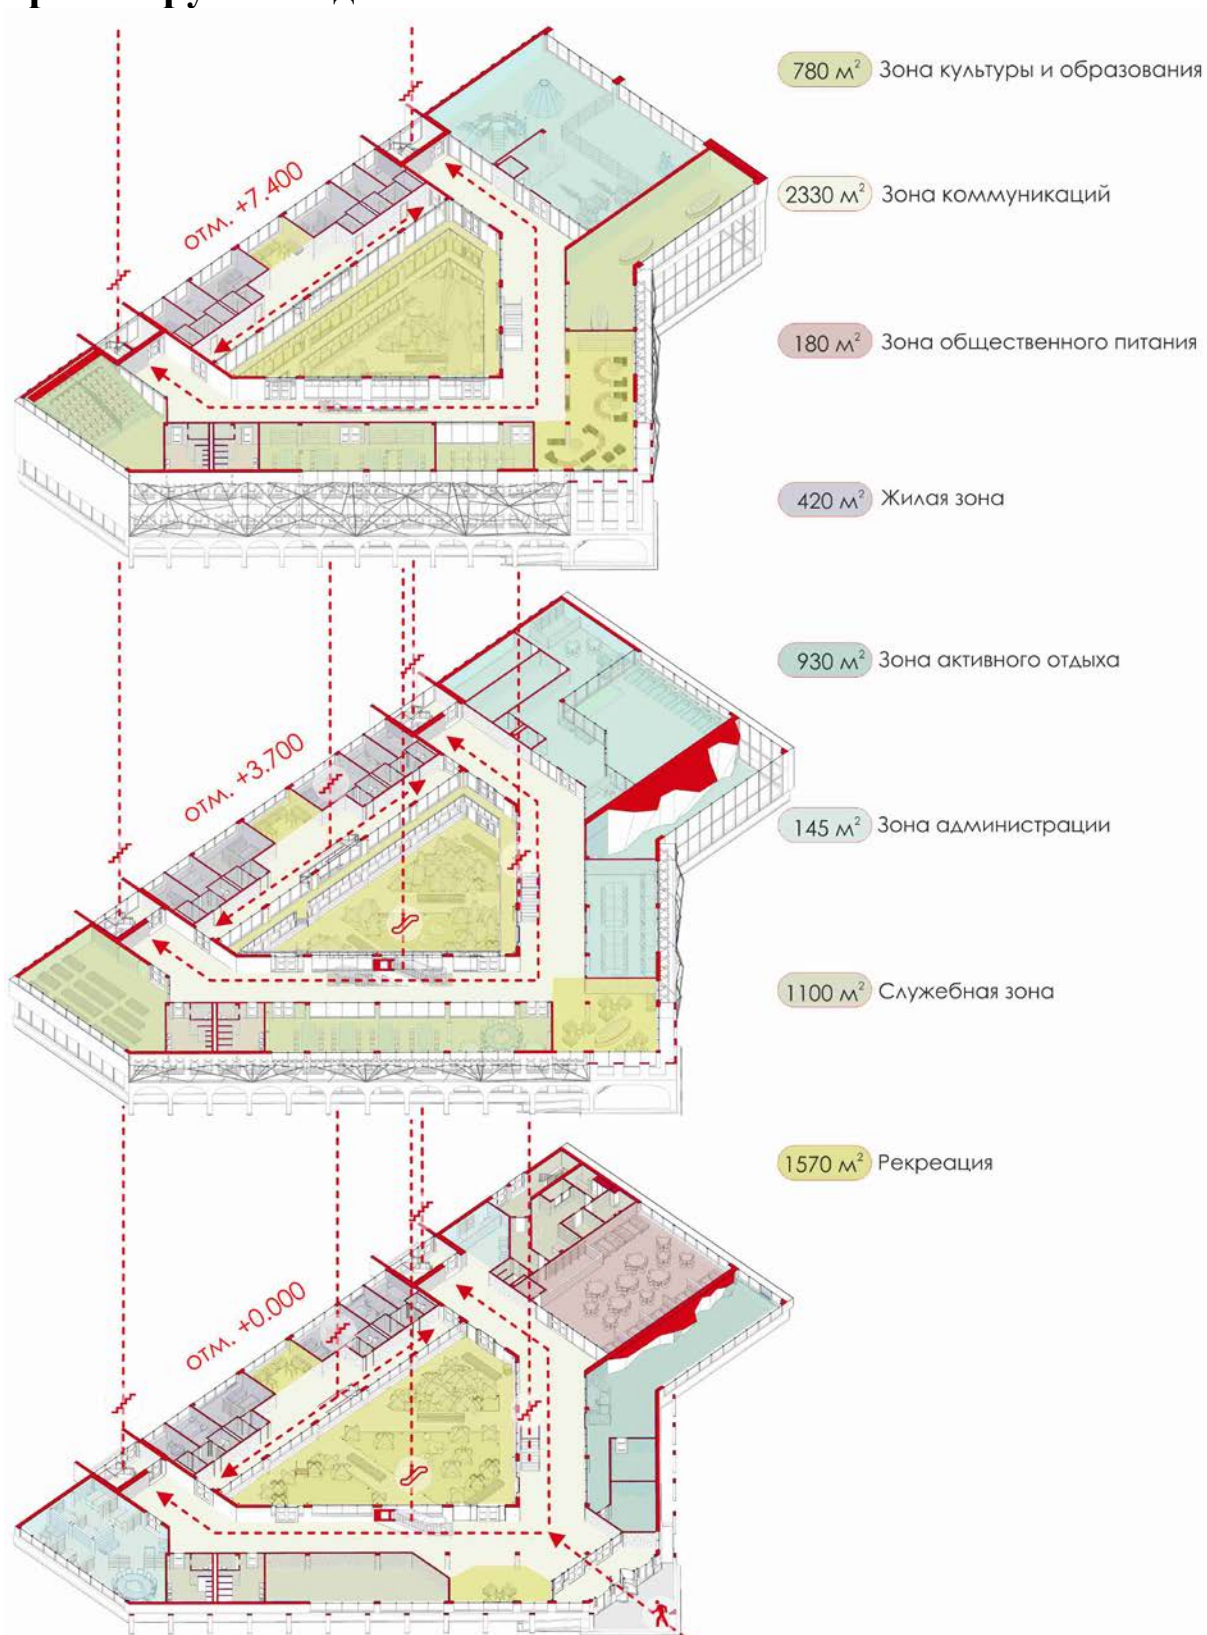 780 м² Зона культуры и образования
2330 м² Зона коммуникаций
180 м² Зона общественного питания
420 м² Жилая зона
930 м² Зона активного отдыха
145 м² Зона администрации
1100 м² Служебная зона
1570 м² Рекреация
ОТМ. +7.400
ОТМ. +3.700
ОТМ. +0.000